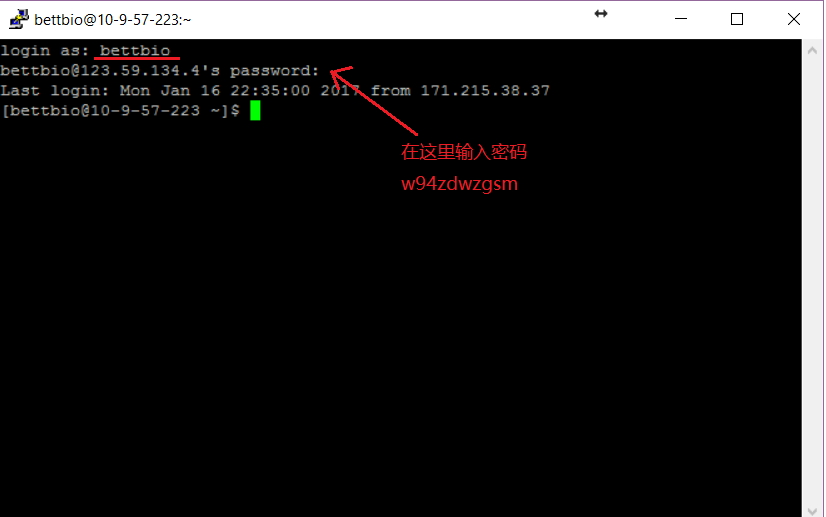 bettbio@10-9-57-223:~
login as: bettbio
bettbio@123.59.134.4's password:
Last login: Mon Jan 16 22:35:00 2017 from 171.215.38.37
[bettbio@10-9-57-223 ~]$
在这里输入密码
w94zdwzgsm